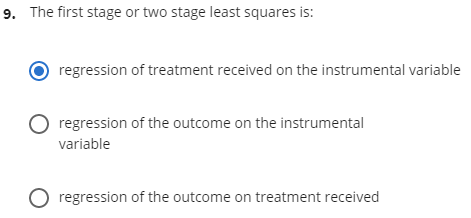 9. The first stage or two stage least squares is:
regression of treatment received on the instrumental variable
regression of the outcome on the instrumental
variable
regression of the outcome on treatment received